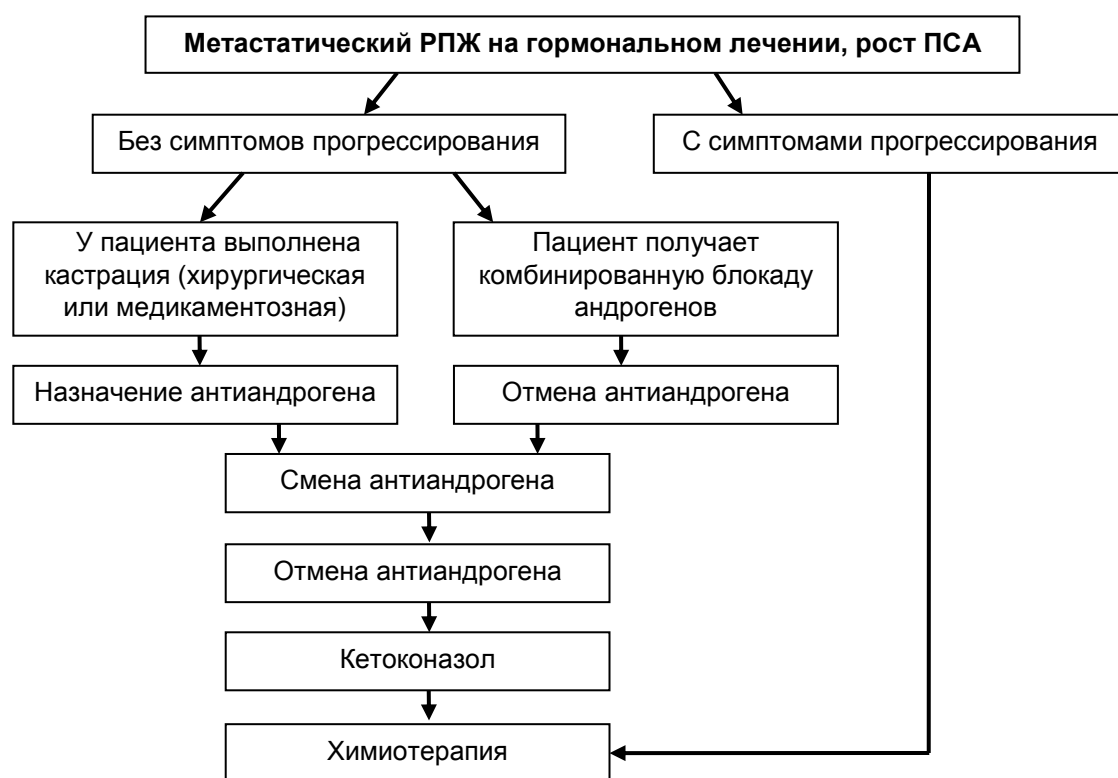 Метастатический РПЖ на гормональном лечении, рост ПСА
Без симптомов прогрессирования
С симптомами прогрессирования
У пациента выполнена
кастрация (хирургическая
или медикаментозная)
Пациент получает
комбинированную блокаду
андрогенов
Назначение антиандрогена
Отмена антиандрогена
Смена антиандрогена
Отмена антиандрогена
Кетоконазол
Химиотерапия